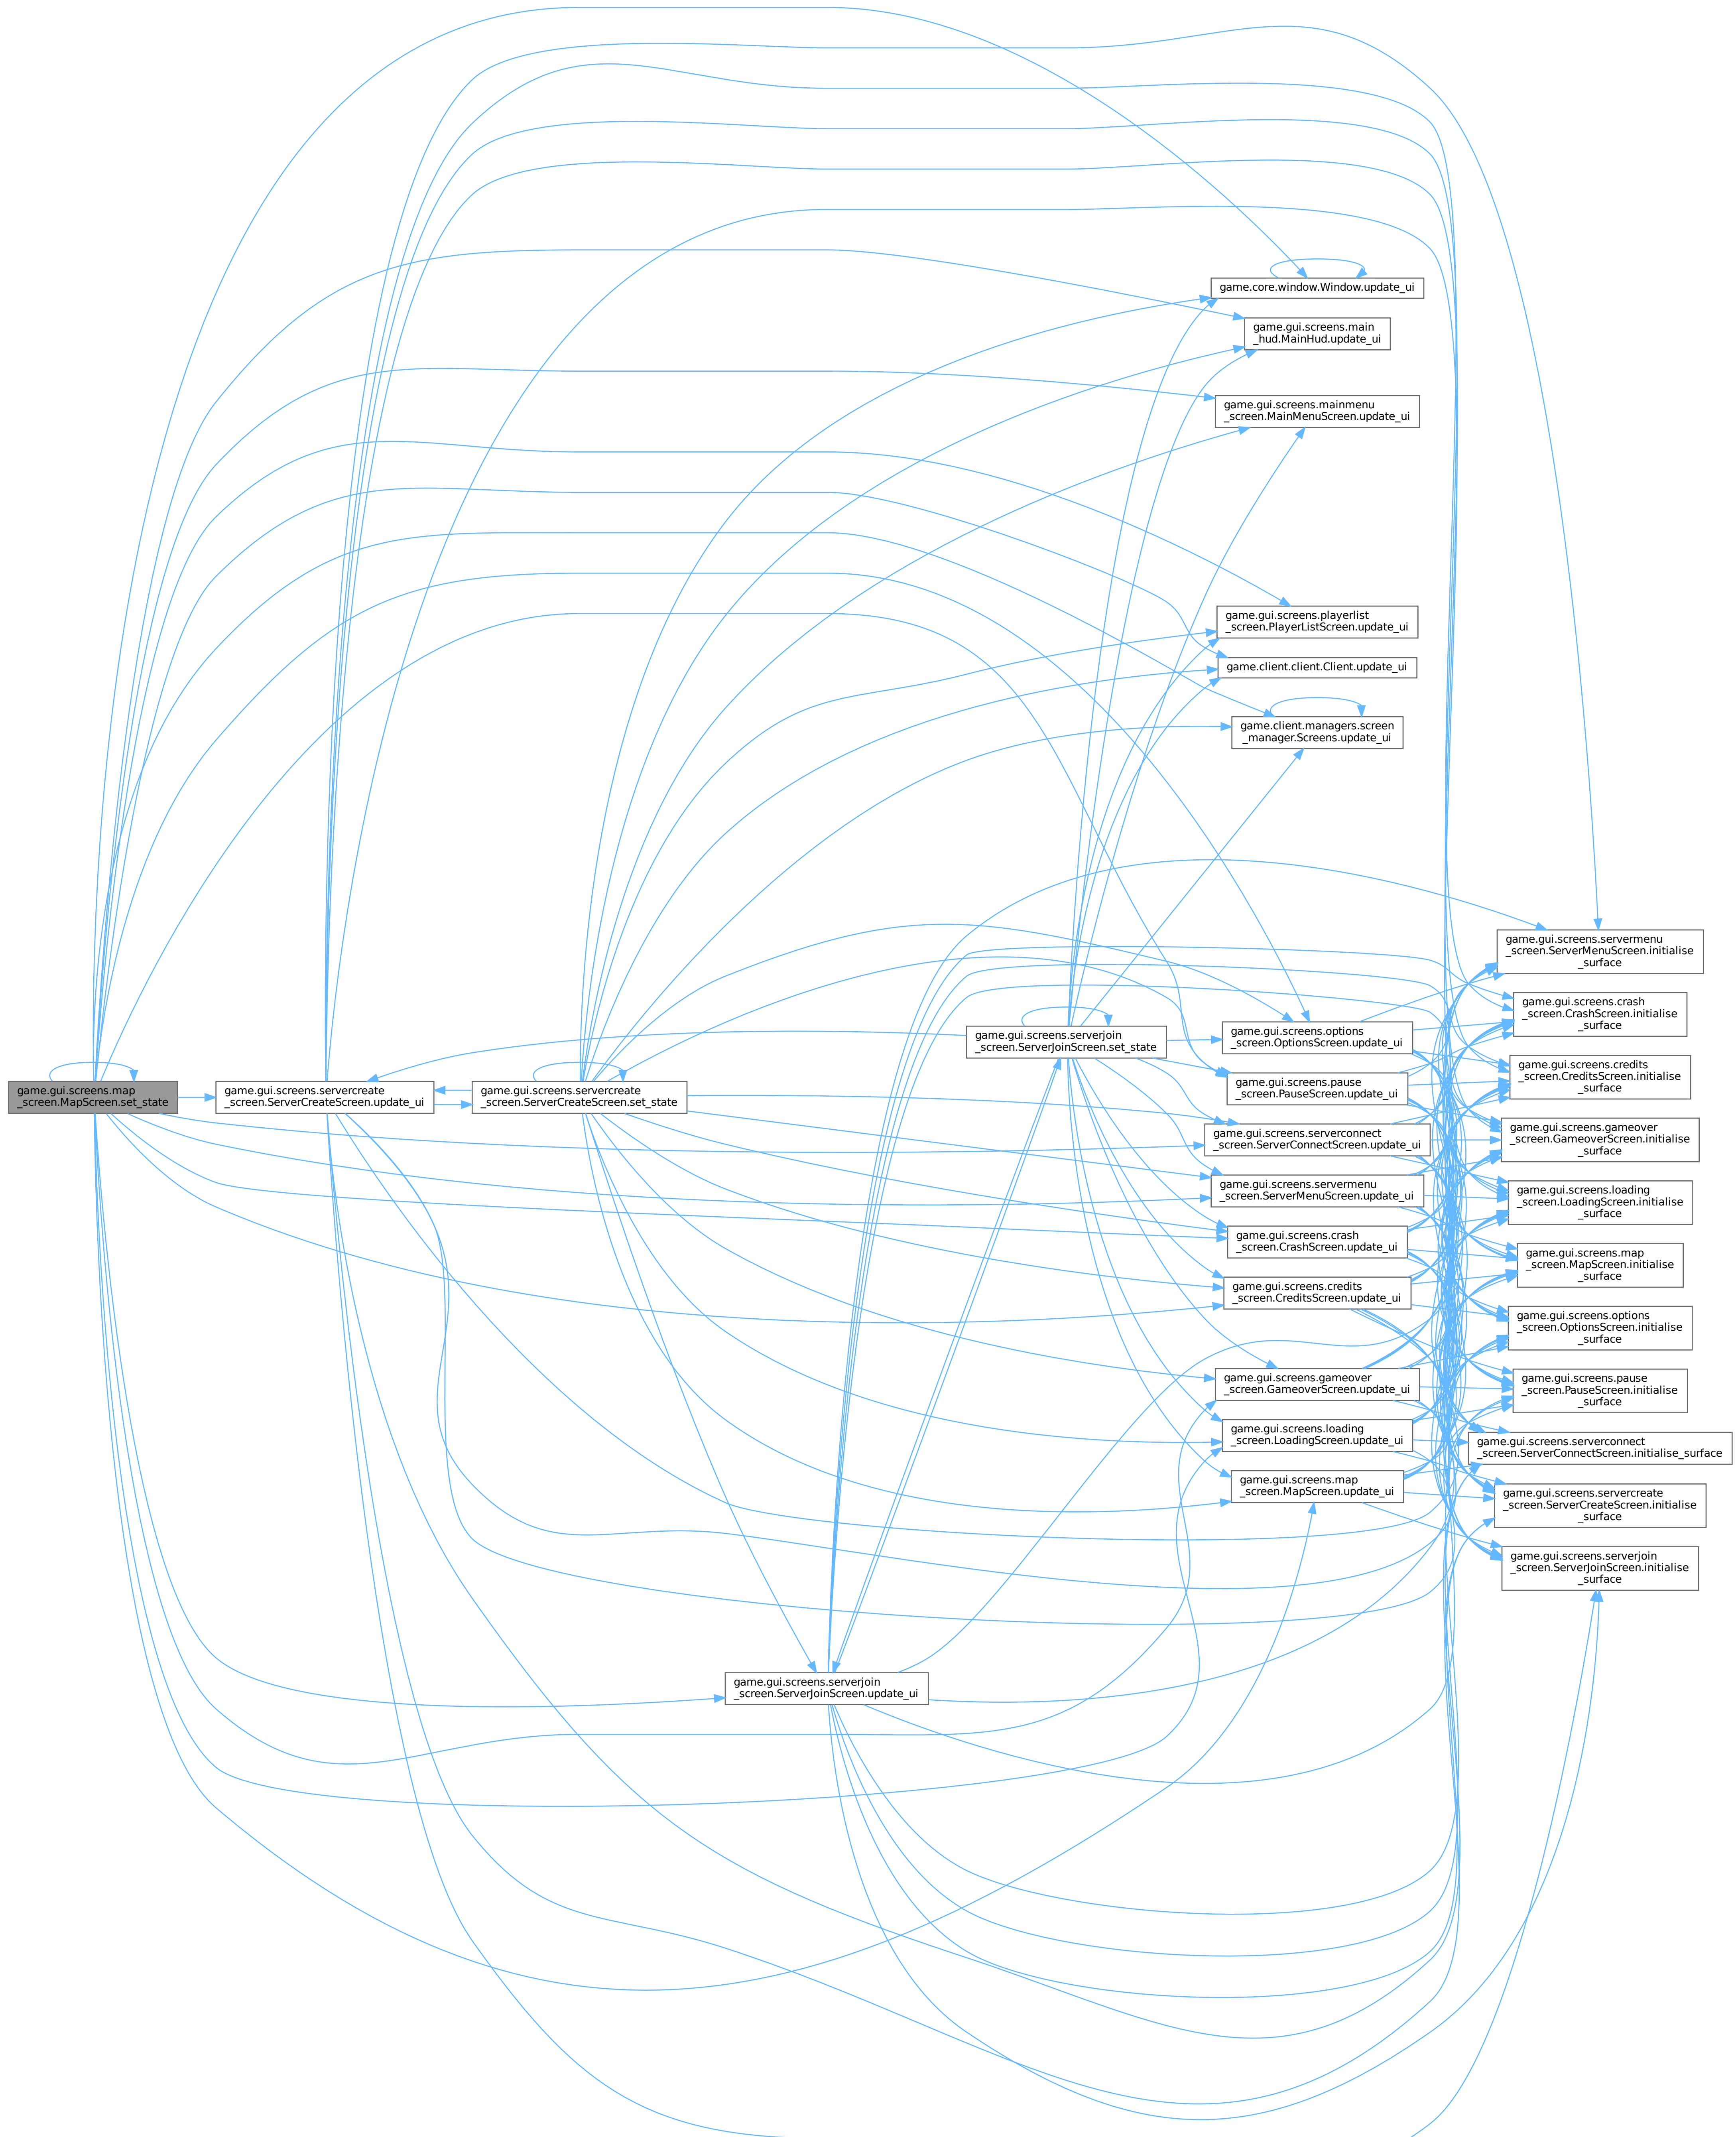 game.core.window.Window.update_ui
game.gui.screens.main
_hud.MainHud.update_ui
game.gui.screens.mainmenu
_screen.MainMenuScreen.update_ui
game.gui.screens.playerlist
_screen.PlayerListScreen.update_ui
game.client.client.Client.update_ui
game.client.managers.screen
_manager.Screens.update_ui
game.gui.screens.servermenu
_screen.ServerMenuScreen.initialise
_surface
game.gui.screens.crash
_screen.CrashScreen.initialise
_surface
game.gui.screens.serverjoin
_screen.ServerJoinScreen.set_state
game.gui.screens.options
_screen.OptionsScreen.update_ui
game.gui.screens.credits
_screen.CreditsScreen.initialise
_surface
game.gui.screens.map
_screen.MapScreen.set_state
game.gui.screens.servercreate
_screen.ServerCreateScreen.update_ui
game.gui.screens.servercreate
_screen.ServerCreateScreen.set_state
game.gui.screens.pause
_screen.PauseScreen.update_ui
game.gui.screens.gameover
_screen.GameoverScreen.initialise
_surface
game.gui.screens.serverconnect
_screen.ServerConnectScreen.update_ui
game.gui.screens.servermenu
_screen.ServerMenuScreen.update_ui
game.gui.screens.loading
_screen.LoadingScreen.initialise
_surface
game.gui.screens.crash
_screen.CrashScreen.update_ui
game.gui.screens.map
_screen.MapScreen.initialise
_surface
game.gui.screens.credits
_screen.CreditsScreen.update_ui
game.gui.screens.options
_screen.OptionsScreen.initialise
_surface
game.gui.screens.gameover
_screen.GameoverScreen.update_ui
game.gui.screens.pause
_screen.PauseScreen.initialise
_surface
game.gui.screens.loading
_screen.LoadingScreen.update_ui
game.gui.screens.serverconnect
_screen.ServerConnectScreen.initialise_surface
game.gui.screens.map
_screen.MapScreen.update_ui
game.gui.screens.servercreate
_screen.ServerCreateScreen.initialise
_surface
game.gui.screens.serverjoin
_screen.ServerJoinScreen.initialise
_surface
game.gui.screens.serverjoin
_screen.ServerJoinScreen.update_ui